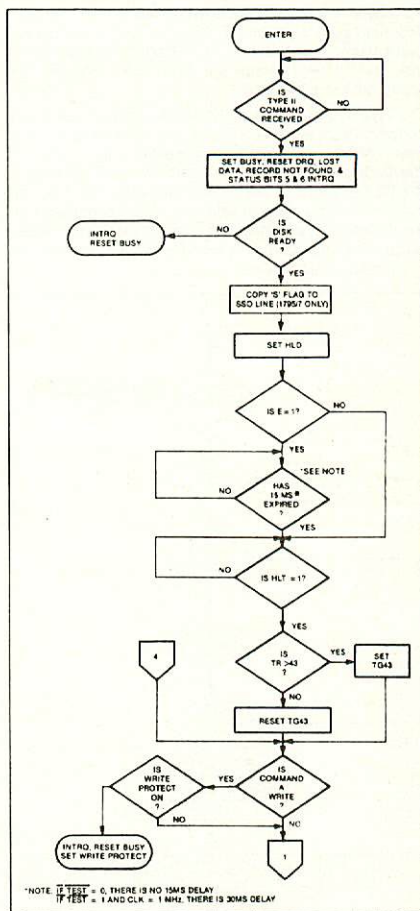 ENTER
IS
TYPE II
COMMAND
RECEIVED
?
NO
YES
SET BUSY, RESET DRQ, LOST
DATA, RECORD NOT FOUND, &
STATUS BITS 5 & 6 INTRQ
IS
DISK
READY
?
NO
INTRQ
RESET BUSY
YES
COPY 'S' FLAG TO
SSO LINE (1795/7 ONLY)
SET HLD
IS E = 1?
NO
YES
*SEE NOTE
HAS
15 MS*
EXPIRED
?
NO
YES
IS HLT = 1?
NO
YES
4
IS
TR >43
?
YES
SET
TG43
NO
RESET TG43
IS
COMMAND
A
WRITE
?
YES
IS
WRITE
PROTECT
ON
?
NO
NO
YES
INTRQ, RESET BUSY
SET WRITE PROTECT
1
*NOTE: IF TEST = 0, THERE IS NO 15MS DELAY
IF TEST = 1 AND CLK = 1 MHz, THERE IS 30MS DELAY